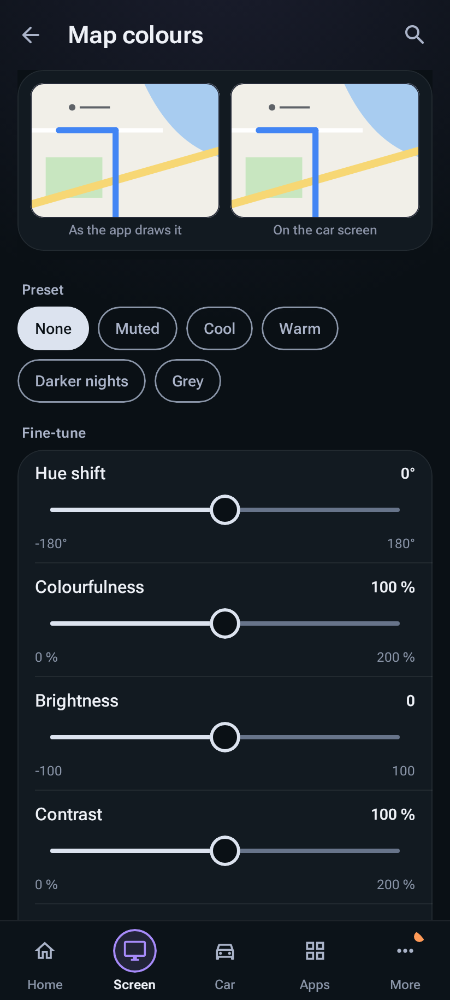 Map colours
As the app draws it
On the car screen
Preset
None
Muted
Cool
Warm
Darker nights
Grey
Fine-tune
Hue shift 0°
-180° 180°
Colourfulness 100 %
0 % 200 %
Brightness 0
-100 100
Contrast 100 %
0 % 200 %
Home
Screen
Car
Apps
More